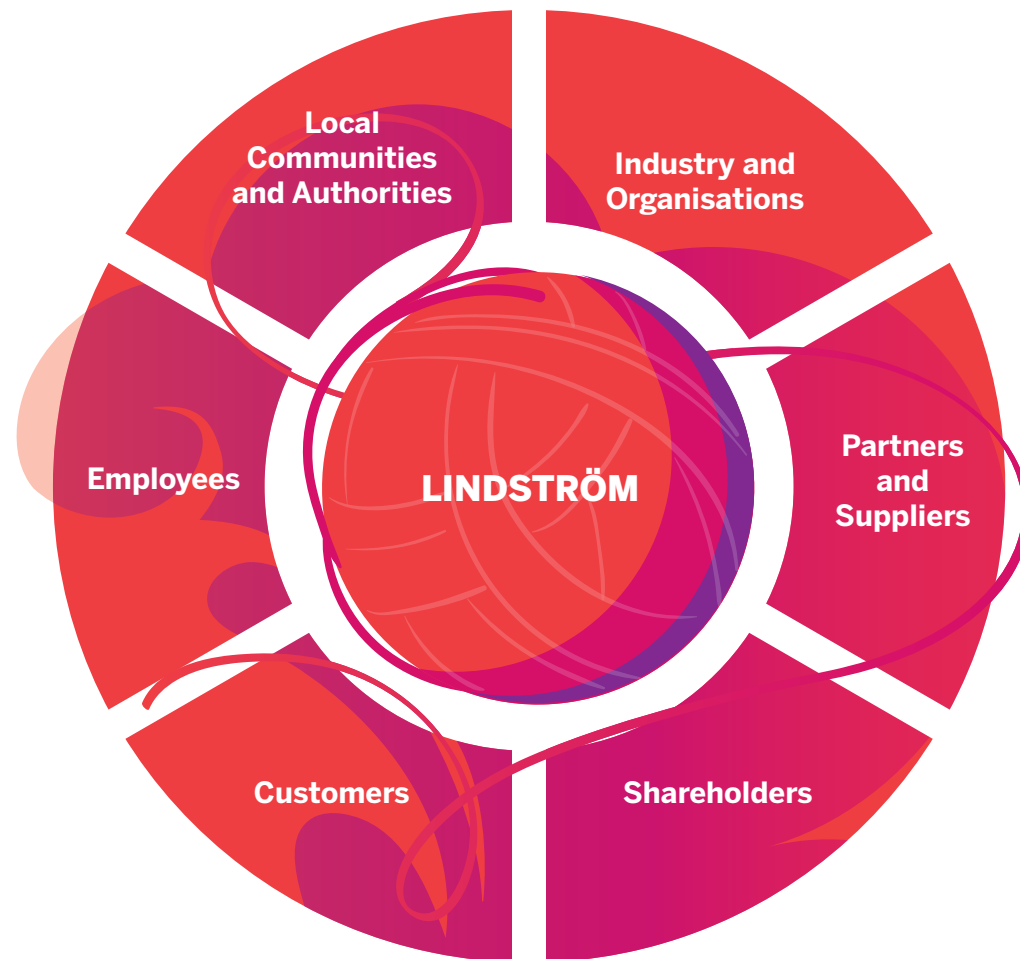 Local
Communities
and Authorities
Industry and
Organisations
Employees
LINDSTRÖM
Partners
and
Suppliers
Customers
Shareholders